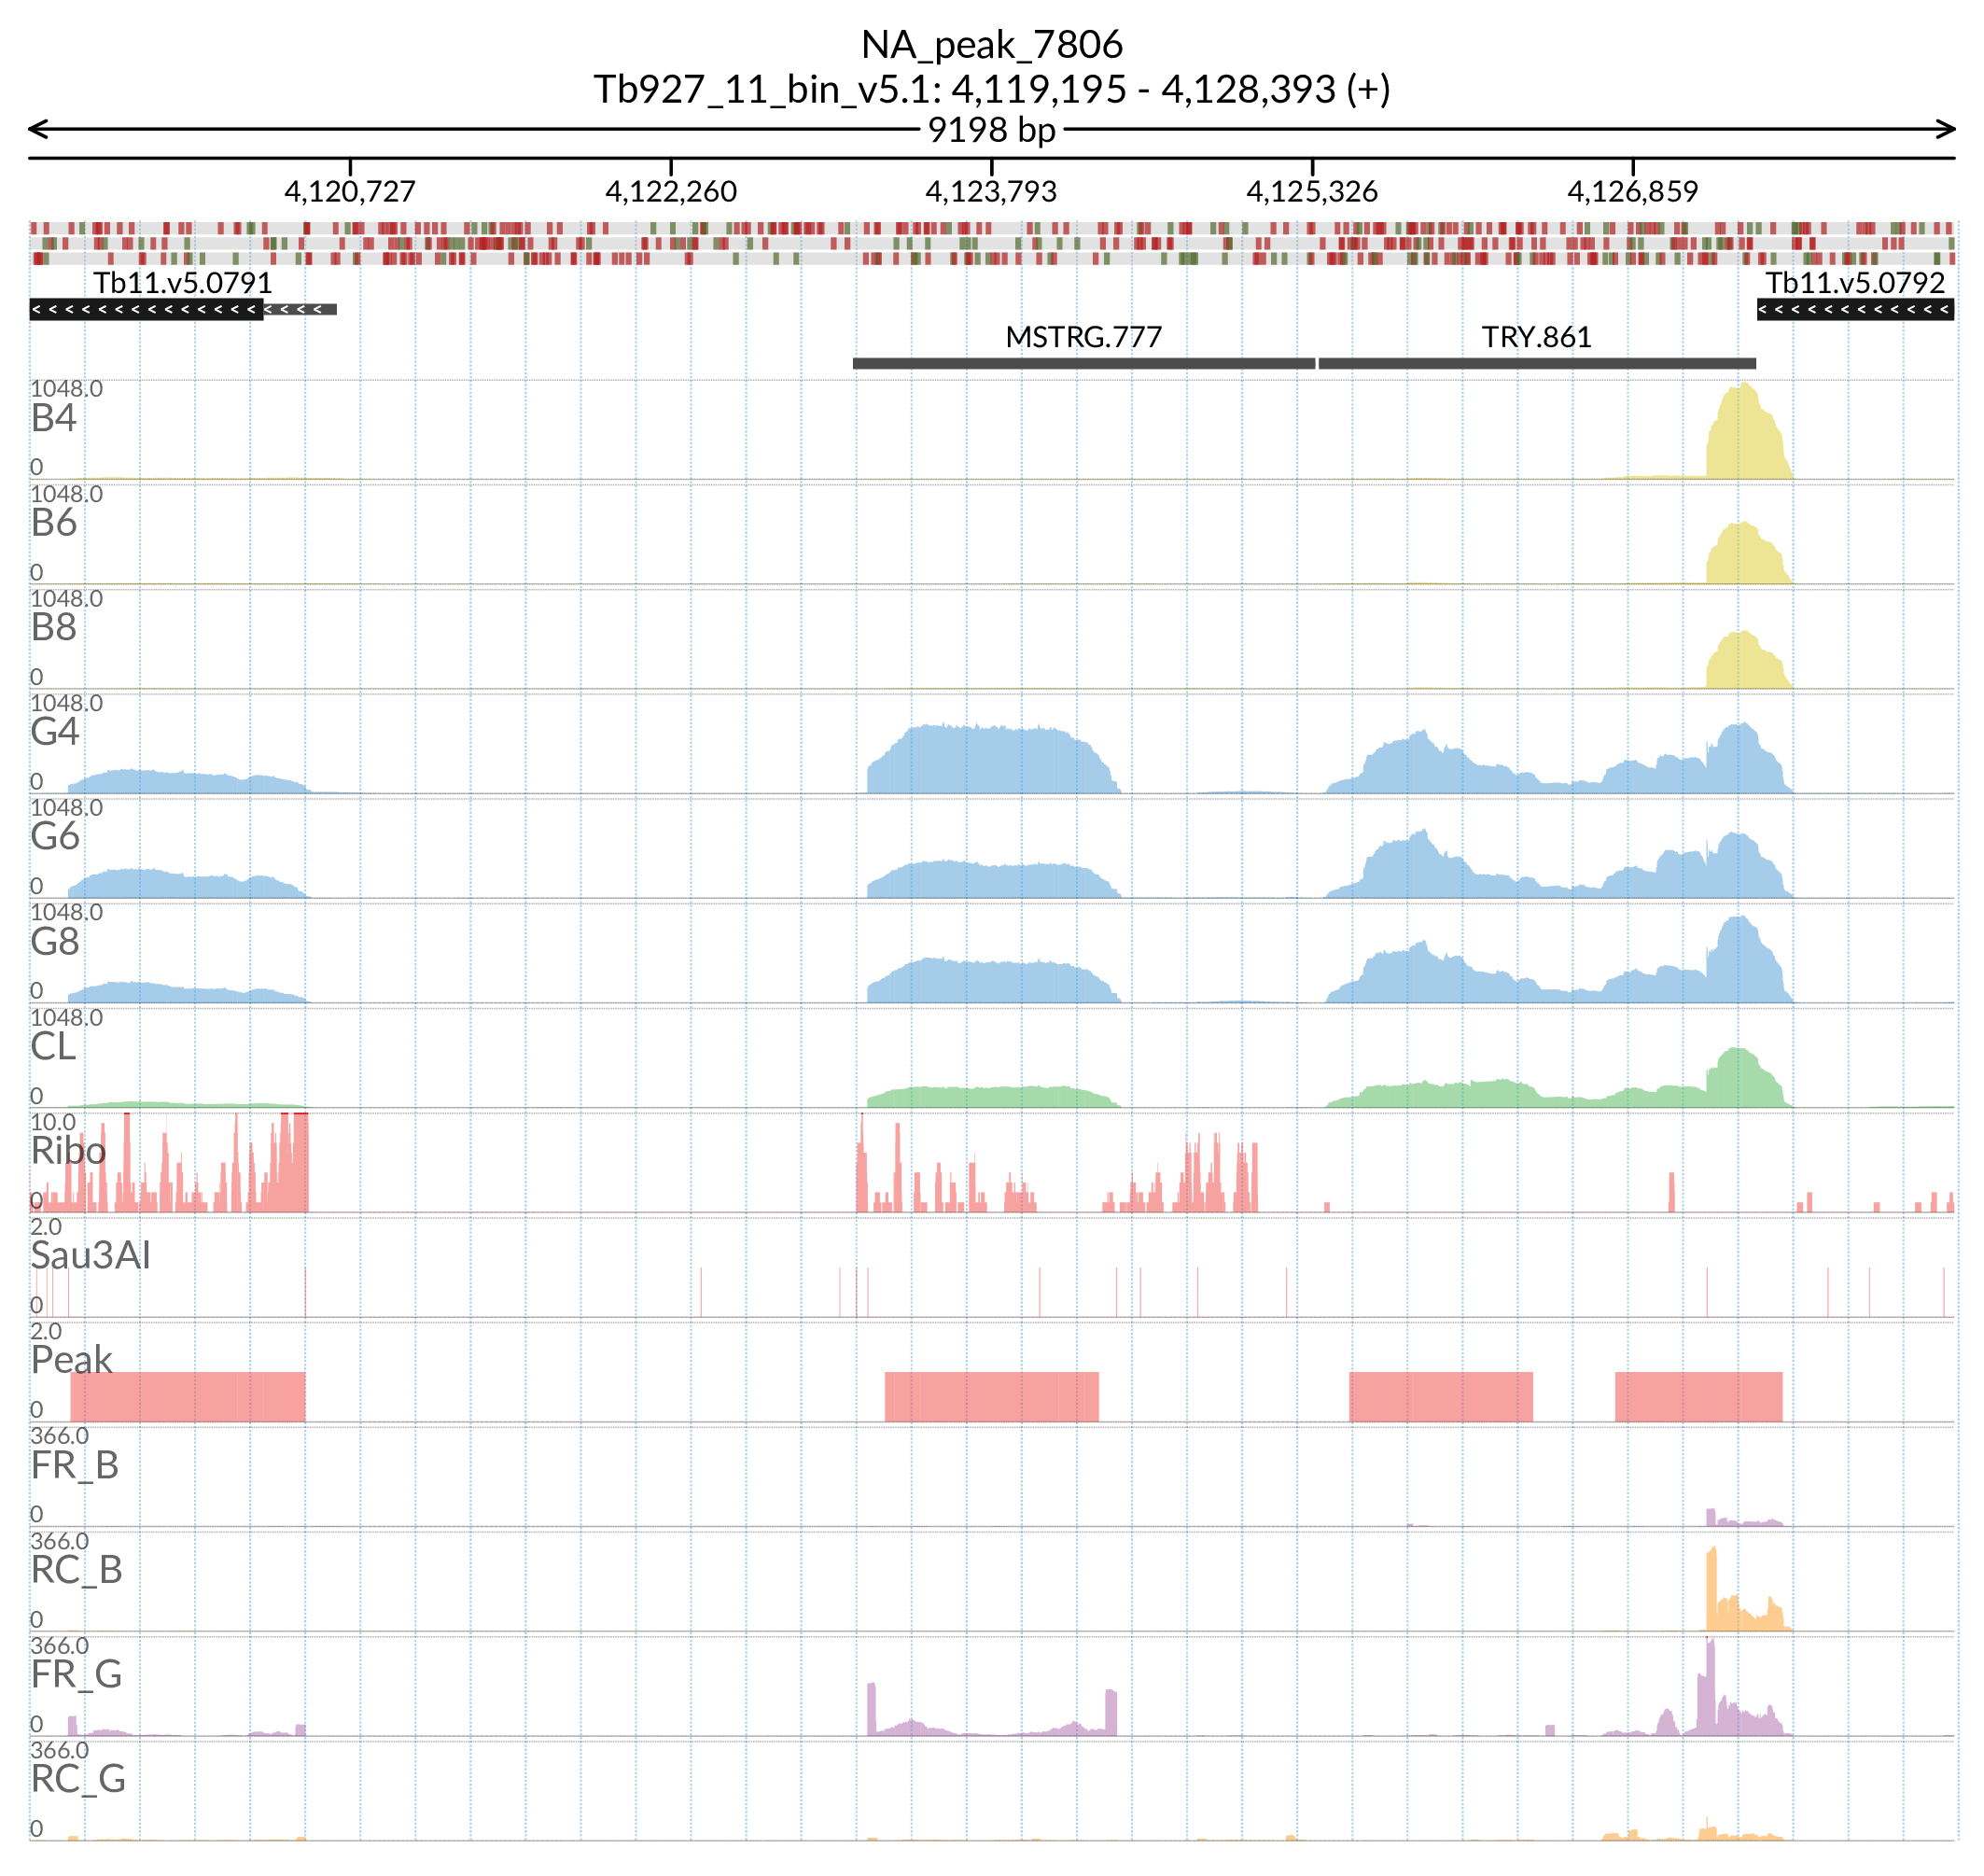 NA_peak_7806
Tb927_11_bin_v5.1: 4,119,195 - 4,128,393 (+)
9198 bp
4,120,727 4,122,260 4,123,793 4,125,326 4,126,859
Tb11.v5.0791 Tb11.v5.0792
MSTRG.777 TRY.861
1048.0
B4
0
1048.0
B6
0
1048.0
B8
0
1048.0
G4
0
1048.0
G6
0
1048.0
G8
0
1048.0
CL
0
10.0
Ribo
0
2.0
Sau3AI
0
2.0
Peak
0
366.0
FR_B
0
366.0
RC_B
0
366.0
FR_G
0
366.0
RC_G
0